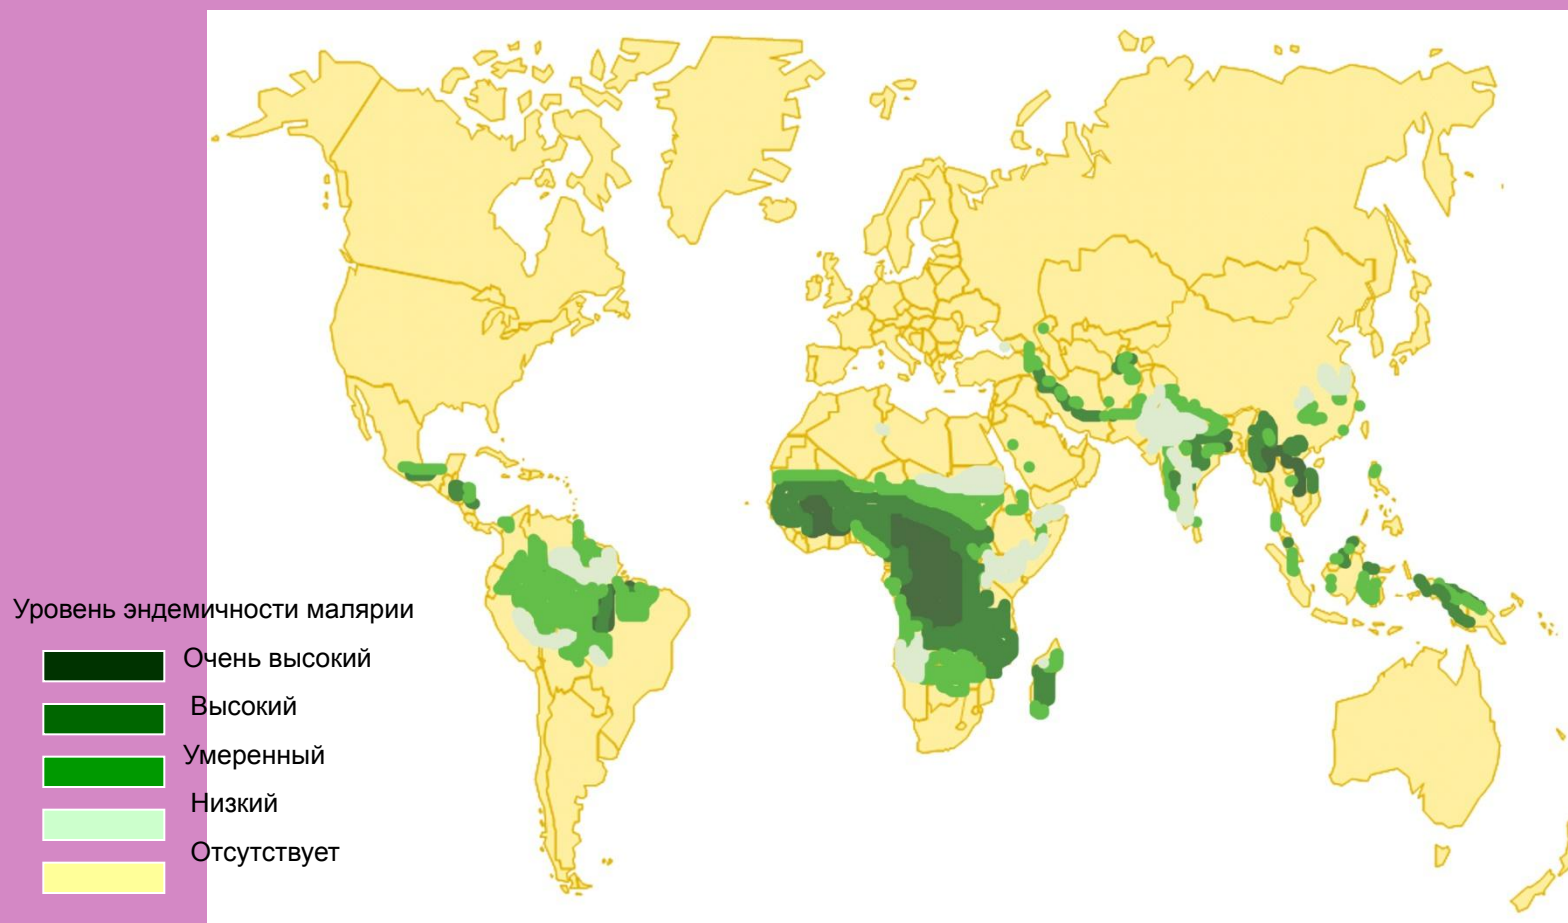 Уровень эндемичности малярии
Очень высокий
Высокий
Умеренный
Низкий
Отсутствует